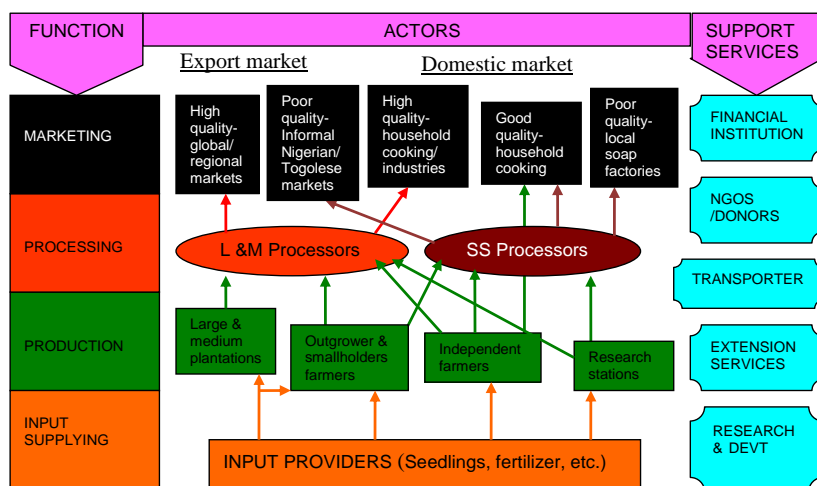 FUNCTION
ACTORS
SUPPORT
SERVICES
Export market
Domestic market
MARKETING
High
quality-
global/
regional
markets
Poor
quality-
Informal
Nigerian/
Togolese
markets
High
quality-
household
cooking/
industries
Good
quality-
household
cooking
Poor
quality-
local
soap
factories
FINANCIAL
INSTITUTION
NGOS
/DONORS
PROCESSING
L &M Processors
SS Processors
TRANSPORTER
PRODUCTION
Large &
medium
plantations
Outgrower &
smallholders
farmers
Independent
farmers
Research
stations
EXTENSION
SERVICES
INPUT
SUPPLYING
INPUT PROVIDERS (Seedlings, fertilizer, etc.)
RESEARCH
& DEVT